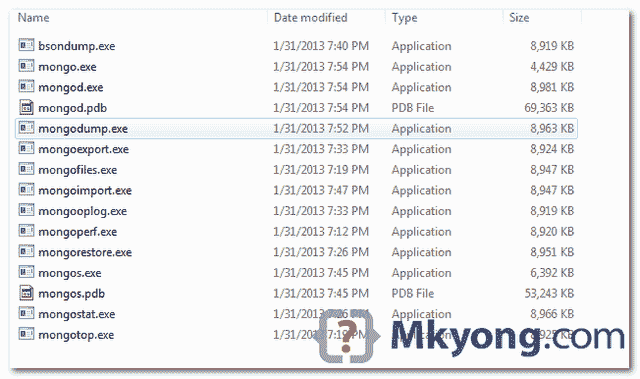 Name Date modified Type Size
bsondump.exe 1/31/2013 7:40 PM Application 8,919 KB
mongo.exe 1/31/2013 7:54 PM Application 4,429 KB
mongod.exe 1/31/2013 7:54 PM Application 8,981 KB
mongod.pdb 1/31/2013 7:54 PM PDB File 69,363 KB
mongodump.exe 1/31/2013 7:52 PM Application 8,963 KB
mongoexport.exe 1/31/2013 7:33 PM Application 8,924 KB
mongofiles.exe 1/31/2013 7:19 PM Application 8,947 KB
mongoimport.exe 1/31/2013 7:47 PM Application 8,947 KB
mongooplog.exe 1/31/2013 7:33 PM Application 8,919 KB
mongoperf.exe 1/31/2013 7:12 PM Application 8,920 KB
mongorestore.exe 1/31/2013 7:26 PM Application 8,951 KB
mongos.exe 1/31/2013 7:45 PM Application 6,392 KB
mongos.pdb 1/31/2013 7:45 PM PDB File 53,243 KB
mongostat.exe 1/31/2013 7:26 PM Application 8,966 KB
mongotop.exe 1/31/2013 7:19 PM Application KB
{?} Mkyong.com